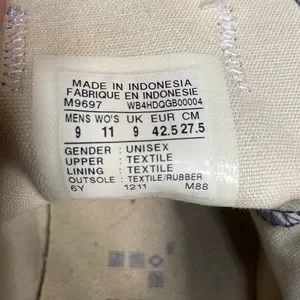 MADE IN INDONESIA
FABRIQUE EN INDONESIE
M9697 WB4HDQGB00004
MENS WO'S UK EUR CM
9 11 9 42.5 27.5
GENDER : UNISEX
UPPER : TEXTILE
LINING : TEXTILE
OUTSOLE : TEXTILE/RUBBER
6Y 1211 M88